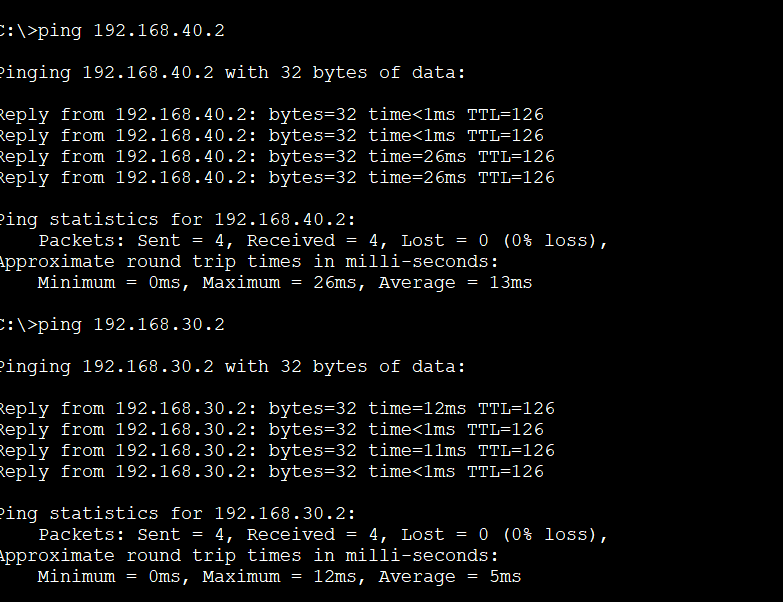 C:\>ping 192.168.40.2
Pinging 192.168.40.2 with 32 bytes of data:
Reply from 192.168.40.2: bytes=32 time<1ms TTL=126
Reply from 192.168.40.2: bytes=32 time<1ms TTL=126
Reply from 192.168.40.2: bytes=32 time=26ms TTL=126
Reply from 192.168.40.2: bytes=32 time=26ms TTL=126
Ping statistics for 192.168.40.2:
Packets: Sent = 4, Received = 4, Lost = 0 (0% loss),
Approximate round trip times in milli-seconds:
Minimum = 0ms, Maximum = 26ms, Average = 13ms
C:\>ping 192.168.30.2
Pinging 192.168.30.2 with 32 bytes of data:
Reply from 192.168.30.2: bytes=32 time=12ms TTL=126
Reply from 192.168.30.2: bytes=32 time<1ms TTL=126
Reply from 192.168.30.2: bytes=32 time=11ms TTL=126
Reply from 192.168.30.2: bytes=32 time<1ms TTL=126
Ping statistics for 192.168.30.2:
Packets: Sent = 4, Received = 4, Lost = 0 (0% loss),
Approximate round trip times in milli-seconds:
Minimum = 0ms, Maximum = 12ms, Average = 5ms